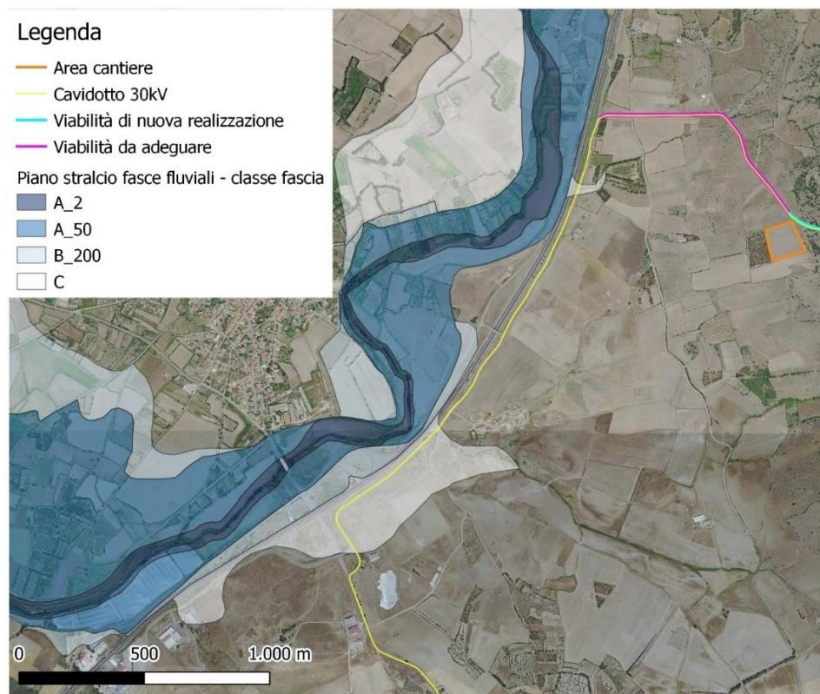 Legenda
Area cantiere
Cavidotto 30kV
Viabilità di nuova realizzazione
Viabilità da adeguare
Piano stralcio fasce fluviali - classe fascia
A_2
A_50
B_200
C
0 500 1.000 m